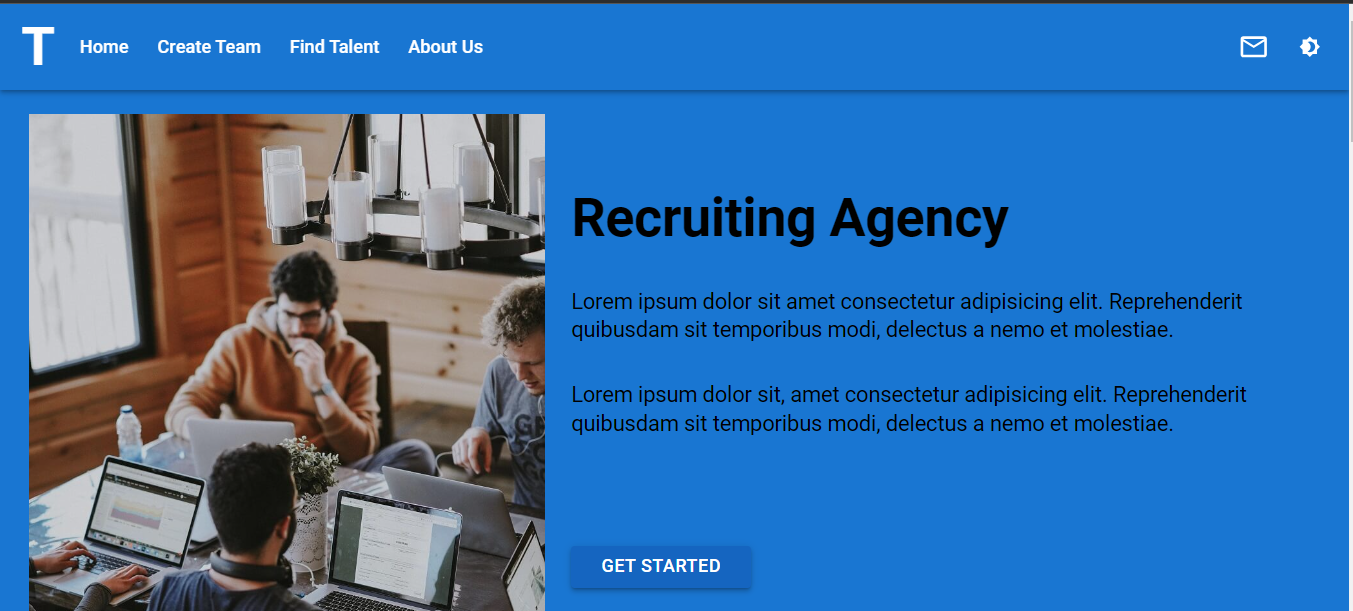 T
Home
Create Team
Find Talent
About Us
Recruiting Agency
Lorem ipsum dolor sit amet consectetur adipisicing elit. Reprehenderit
quibusdam sit temporibus modi, delectus a nemo et molestiae.
Lorem ipsum dolor sit, amet consectetur adipisicing elit. Reprehenderit
quibusdam sit temporibus modi, delectus a nemo et molestiae.
GET STARTED